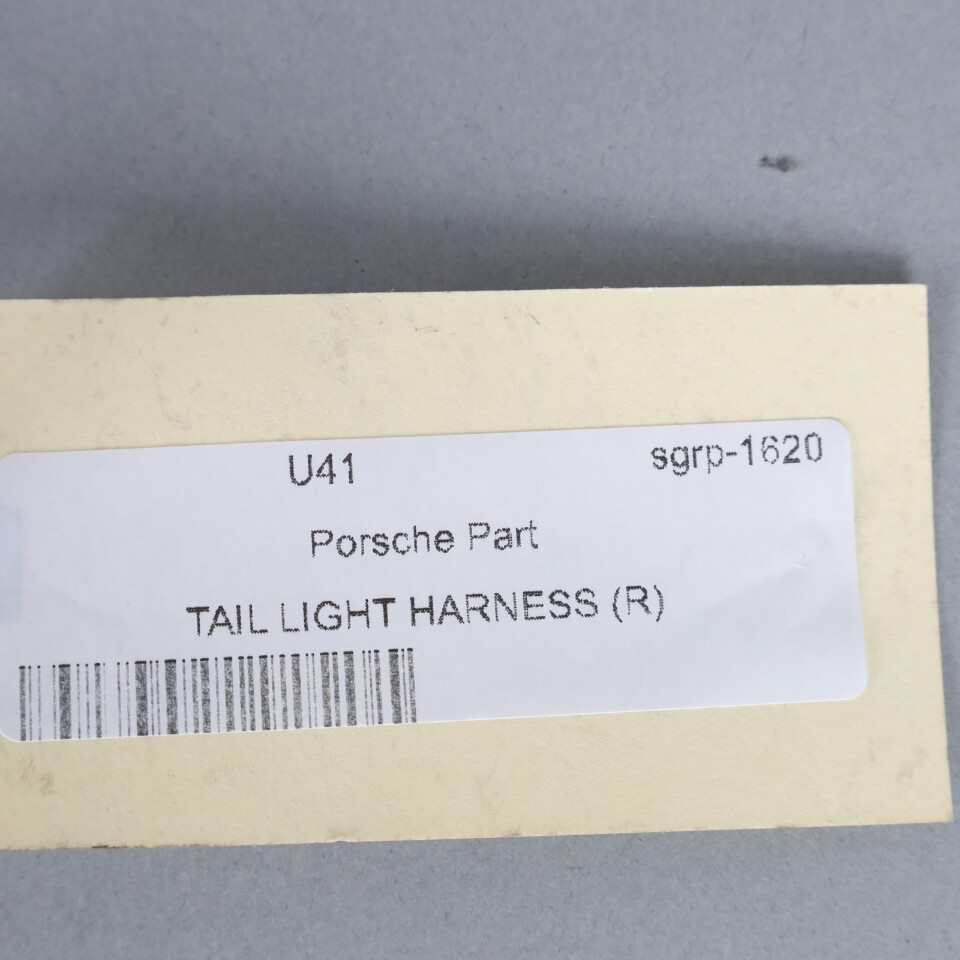 U41 sgrp-1620
Porsche Part
TAIL LIGHT HARNESS (R)